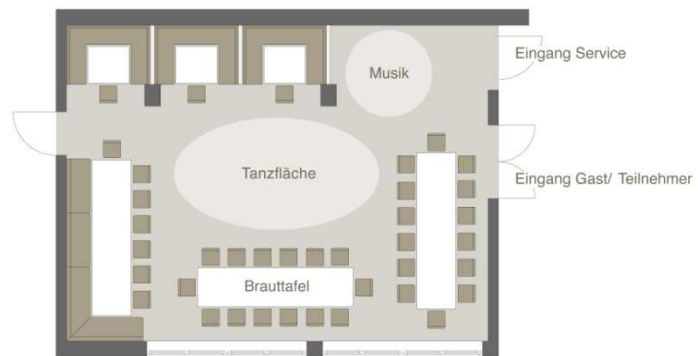 Eingang Service
Musik
Tanzfläche
Eingang Gast/ Teilnehmer
Brauttafel